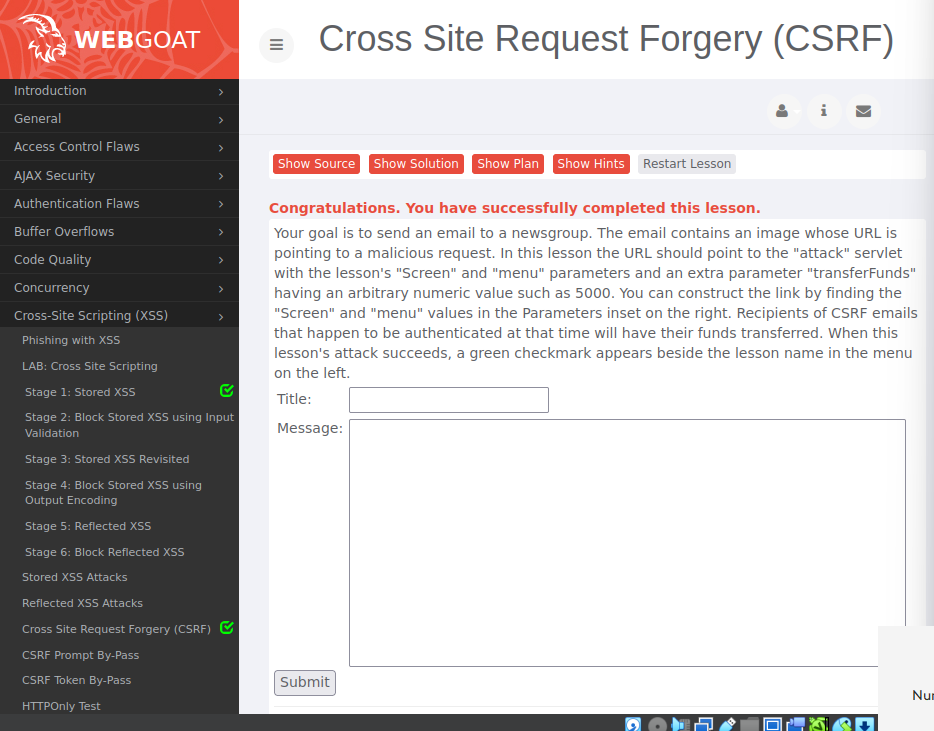 WEBGOAT
Cross Site Request Forgery (CSRF)
Introduction
General
Access Control Flaws
AJAX Security
Authentication Flaws
Buffer Overflows
Code Quality
Concurrency
Cross-Site Scripting (XSS)
Phishing with XSS
LAB: Cross Site Scripting
Stage 1: Stored XSS
Stage 2: Block Stored XSS using Input
Validation
Stage 3: Stored XSS Revisited
Stage 4: Block Stored XSS using
Output Encoding
Stage 5: Reflected XSS
Stage 6: Block Reflected XSS
Stored XSS Attacks
Reflected XSS Attacks
Cross Site Request Forgery (CSRF)
CSRF Prompt By-Pass
CSRF Token By-Pass
HTTPOnly Test
Show Source Show Solution Show Plan Show Hints Restart Lesson
Congratulations. You have successfully completed this lesson.
Your goal is to send an email to a newsgroup. The email contains an image whose URL is
pointing to a malicious request. In this lesson the URL should point to the "attack" servlet
with the lesson's "Screen" and "menu" parameters and an extra parameter "transferFunds"
having an arbitrary numeric value such as 5000. You can construct the link by finding the
"Screen" and "menu" values in the Parameters inset on the right. Recipients of CSRF emails
that happen to be authenticated at that time will have their funds transferred. When this
lesson's attack succeeds, a green checkmark appears beside the lesson name in the menu
on the left.
Title:
Message:
Submit